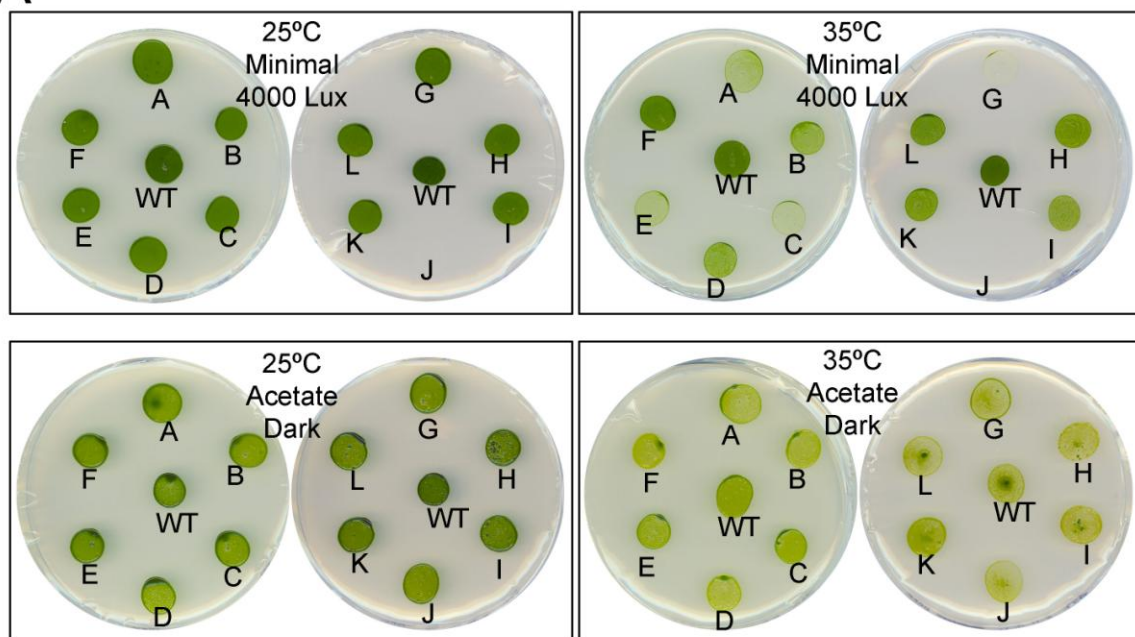 25ºC
Minimal
4000 Lux
A
F
B
WT
E
C
D
G
L
H
WT
K
I
J
35ºC
Minimal
4000 Lux
A
F
B
WT
E
C
D
G
L
H
WT
K
I
J
25ºC
Acetate
Dark
A
F
B
WT
E
C
D
G
L
H
WT
K
I
J
35ºC
Acetate
Dark
A
F
B
WT
E
C
D
G
L
H
WT
K
I
J